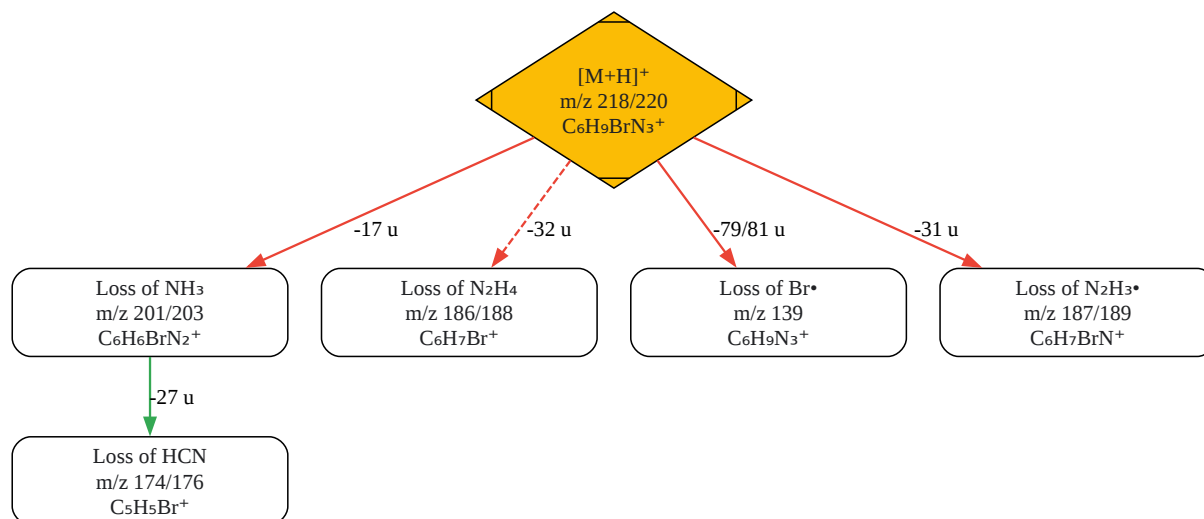 [M+H]⁺
m/z 218/220
C₆H₉BrN₃⁺
-17 u
-32 u
-79/81 u
-31 u
Loss of NH₃
m/z 201/203
C₆H₆BrN₂⁺
Loss of N₂H₄
m/z 186/188
C₆H₇Br⁺
Loss of Br•
m/z 139
C₆H₉N₃⁺
Loss of N₂H₃•
m/z 187/189
C₆H₇BrN⁺
-27 u
Loss of HCN
m/z 174/176
C₅H₅Br⁺